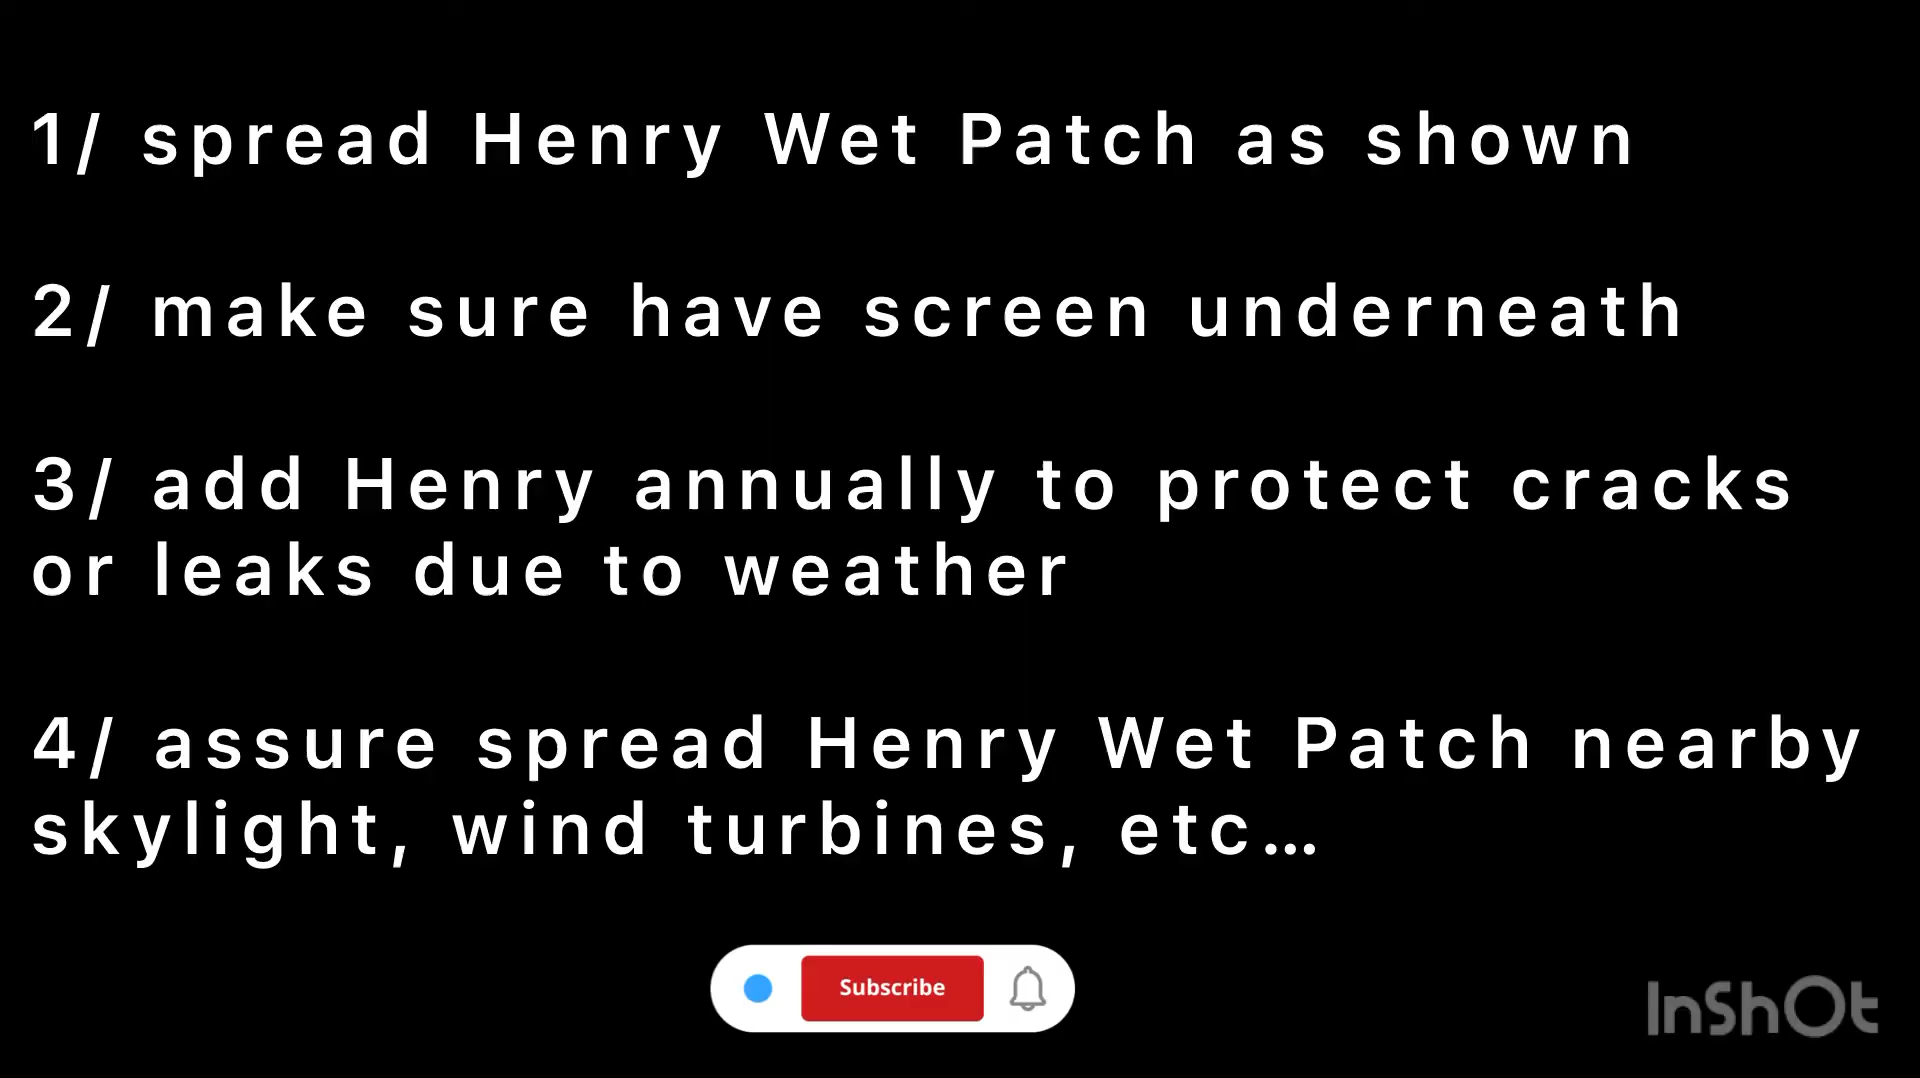 1/ spread Henry Wet Patch as shown
2/ make sure have screen underneath
3/ add Henry annually to protect cracks
or leaks due to weather
4/ assure spread Henry Wet Patch nearby
skylight, wind turbines, etc...
Subscribe
InShOt